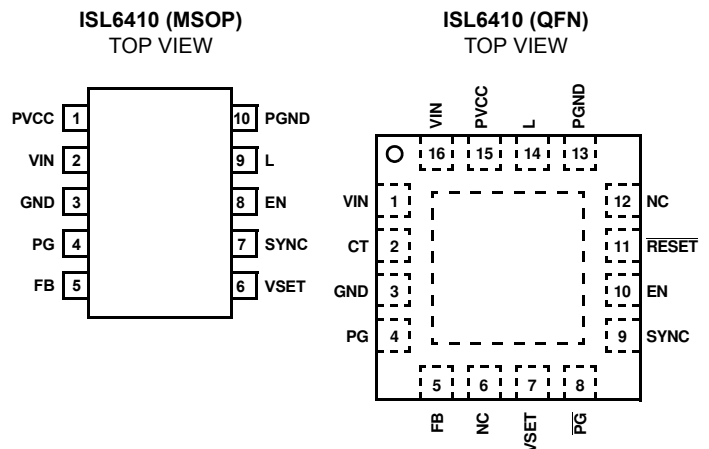 ISL6410 (MSOP)
TOP VIEW
PVCC 1
10 PGND
VIN 2
9 L
GND 3
8 EN
PG 4
7 SYNC
FB 5
6 VSET
ISL6410 (QFN)
TOP VIEW
VIN
PVCC
L
PGND
16
15
14
13
VIN 1
12 NC
CT 2
11 RESET
GND 3
10 EN
PG 4
9 SYNC
5
6
7
8
FB
NC
VSET
PG